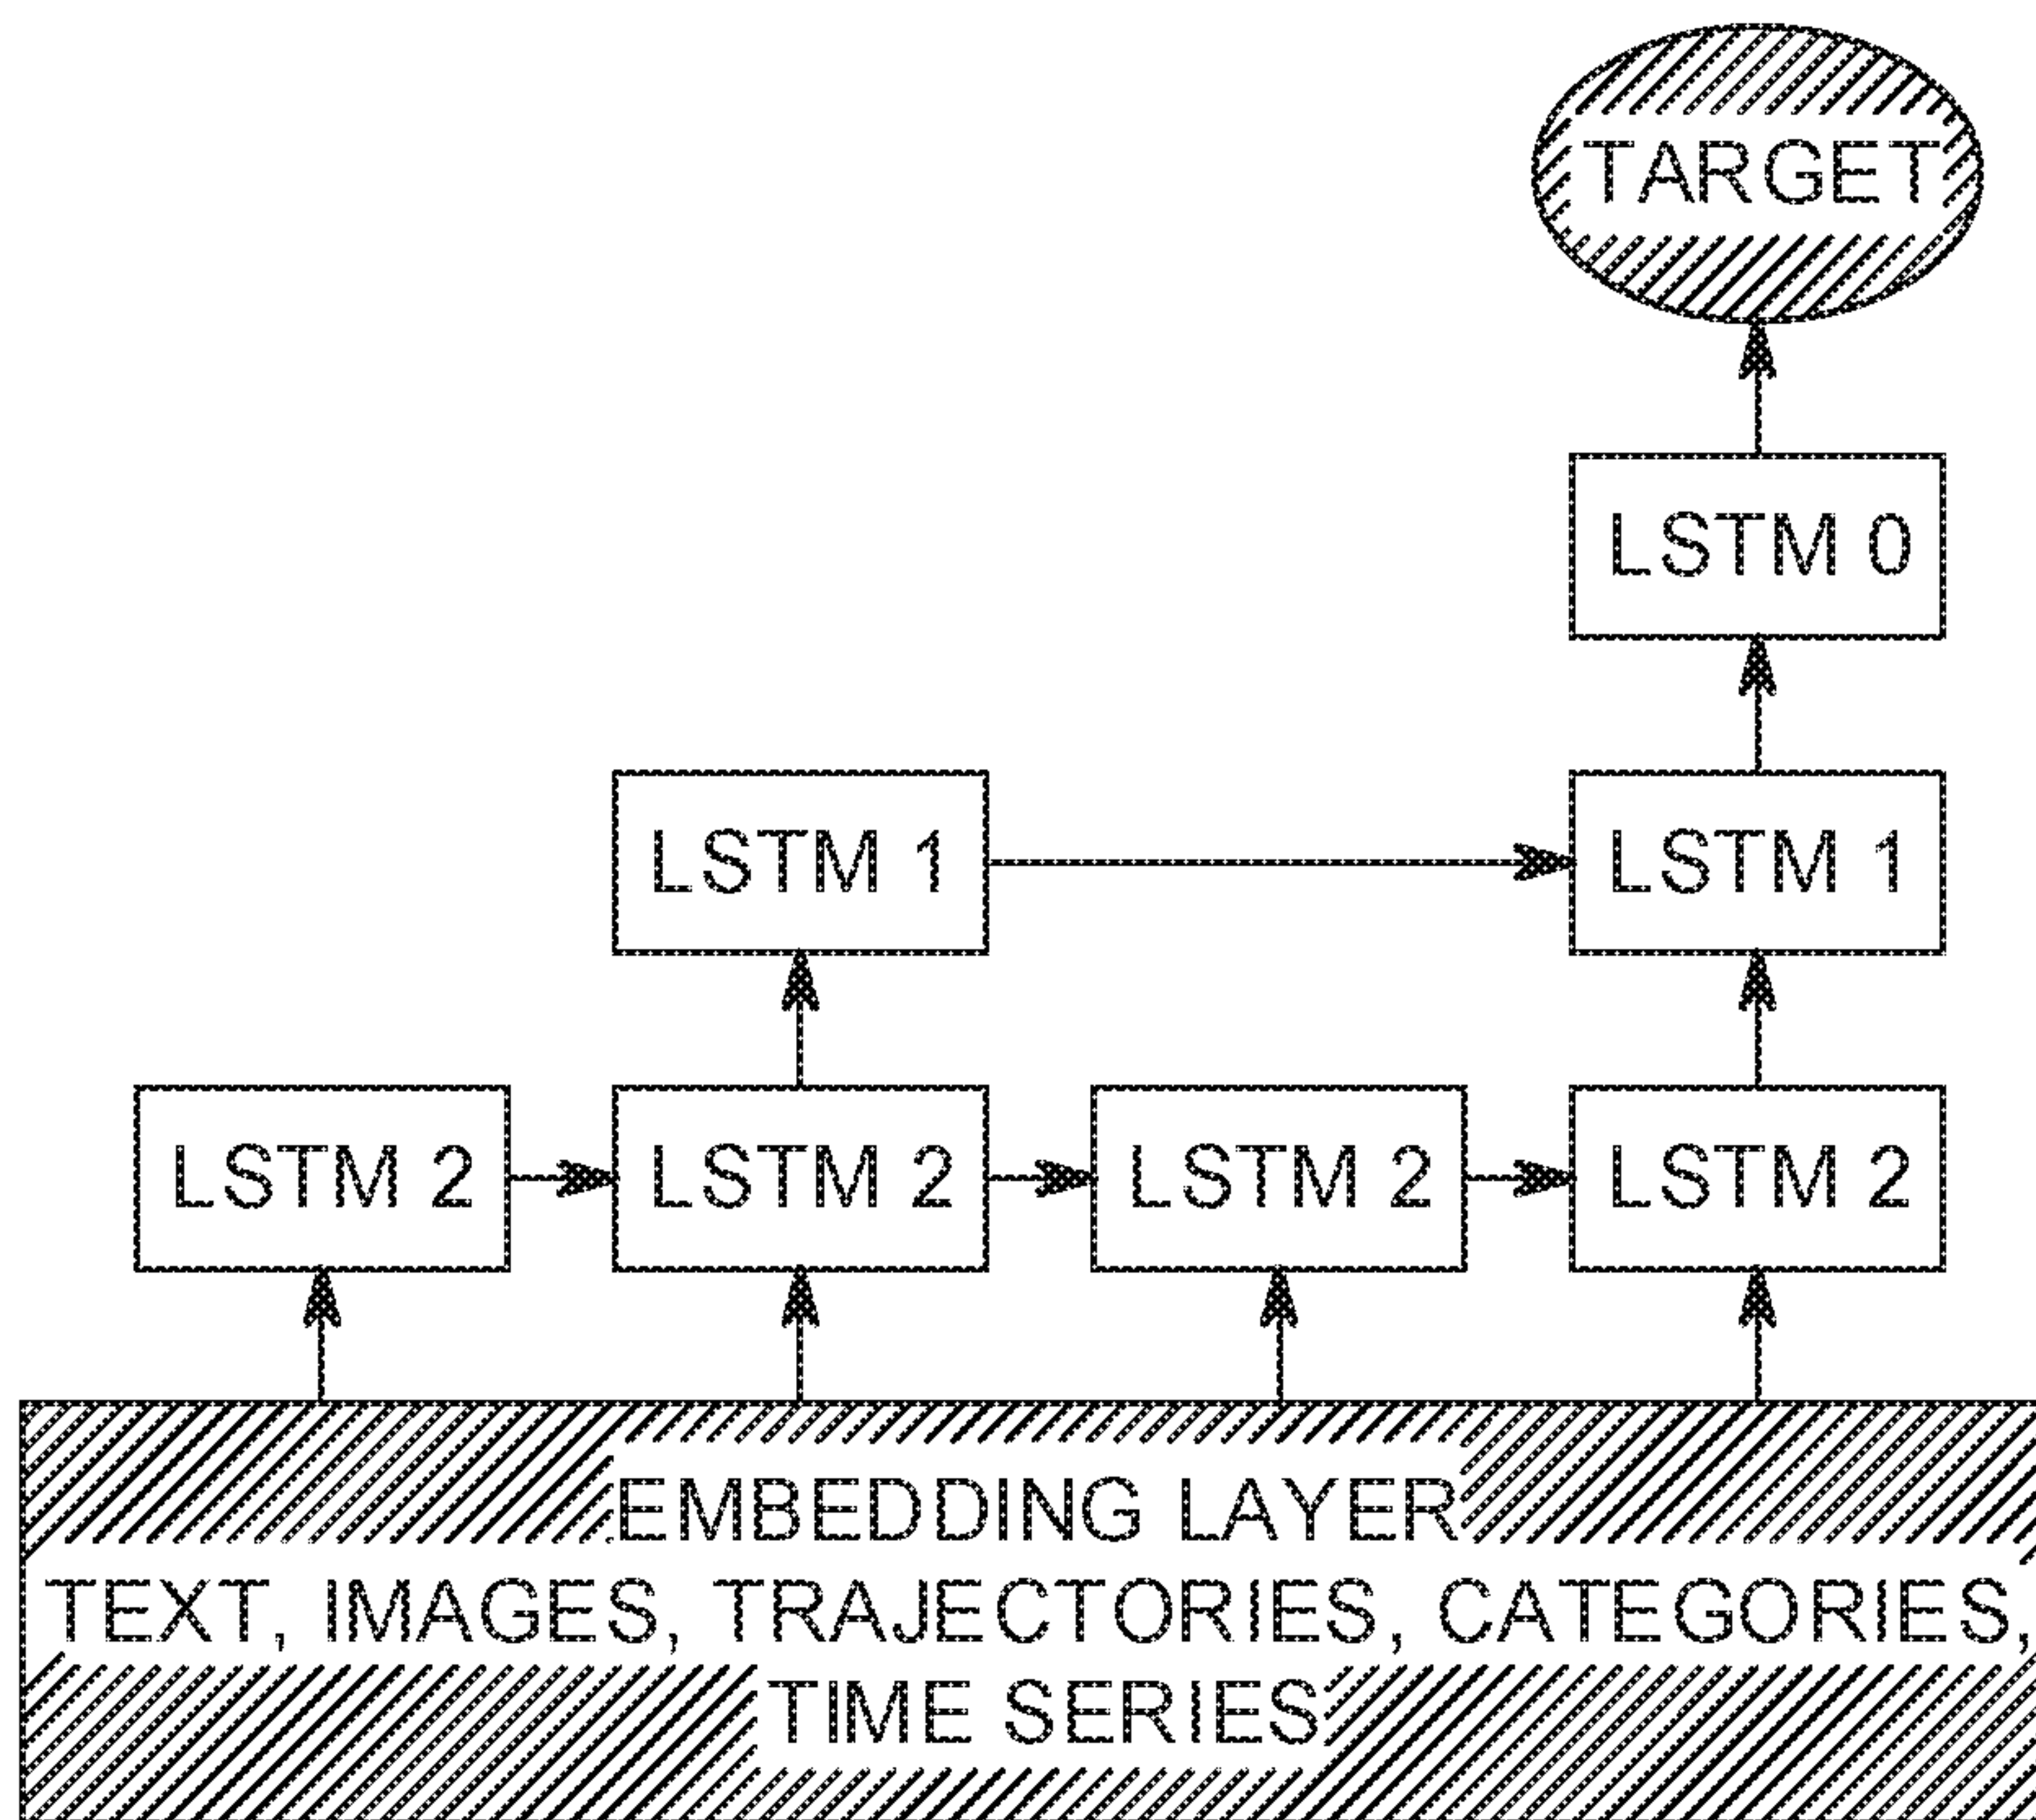 TARGET
LSTM 0
LSTM 1
LSTM 1
LSTM 2
LSTM 2
LSTM 2
LSTM 2
EMBEDDING LAYER
TEXT, IMAGES, TRAJECTORIES, CATEGORIES,
TIME SERIES